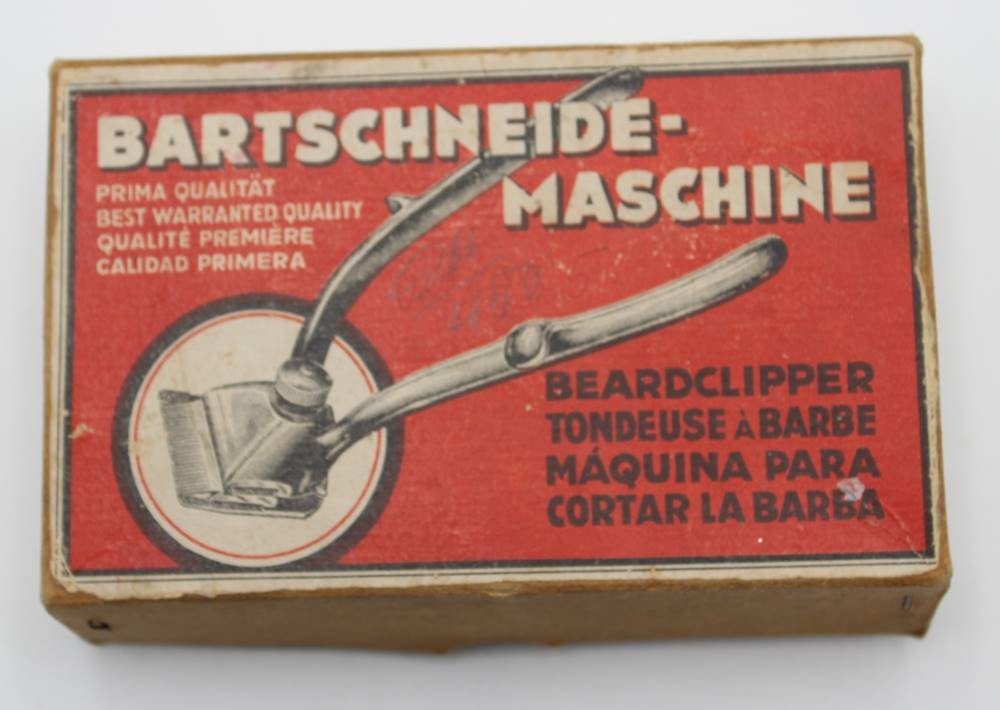 BARTSCHNEIDE-
MASCHINE
PRIMA QUALITÄT
BEST WARRANTED QUALITY
QUALITÉ PREMIÈRE
CALIDAD PRIMERA
BEARDCLIPPER
TONDEUSE À BARBE
MÁQUINA PARA
CORTAR LA BARBA